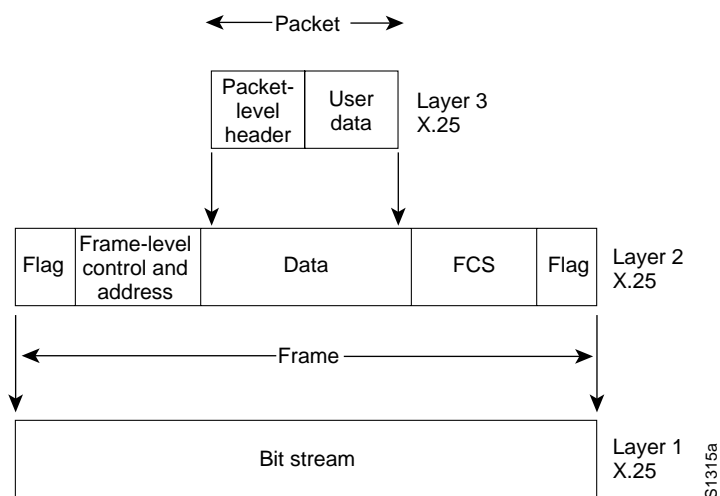 Packet
Packet-
level
header
User
data
Layer 3
X.25
Flag
Frame-level
control and
address
Data
FCS
Flag
Layer 2
X.25
Frame
Bit stream
Layer 1
X.25
S1315a